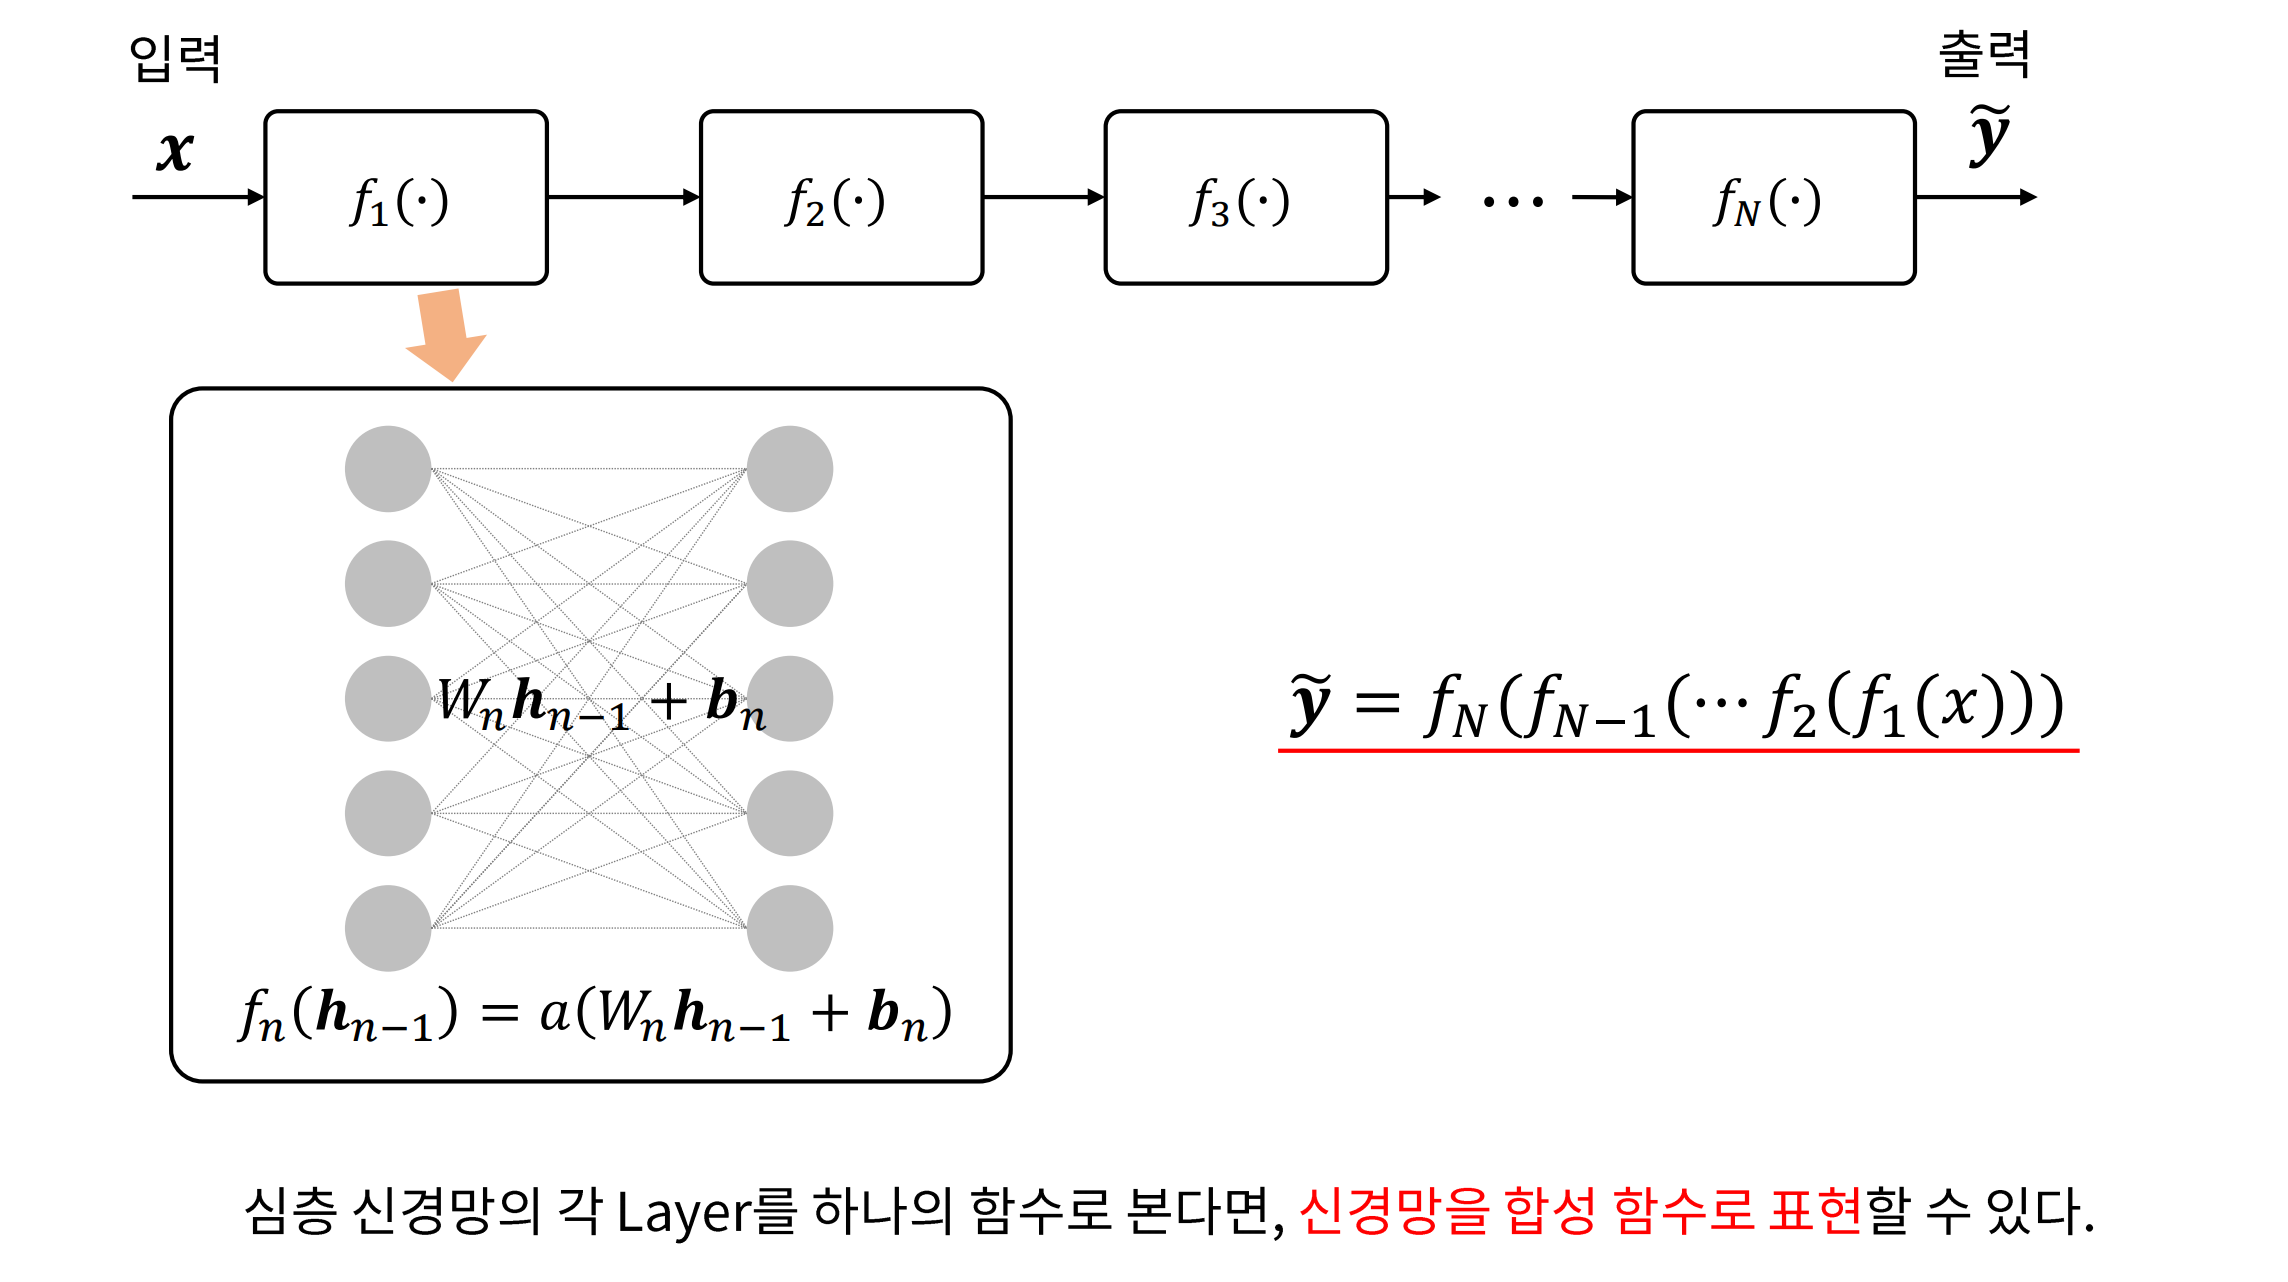 입력
출력
x
ỹ
f₁(·)
f₂(·)
f₃(·)
···
f_N(·)
W_n h_{n−1} + b_n
f_n(h_{n−1}) = a(W_n h_{n−1} + b_n)
ỹ = f_N(f_{N−1}(⋯ f₂(f₁(x))))
심층 신경망의 각 Layer를 하나의 함수로 본다면, 신경망을 합성 함수로 표현할 수 있다.